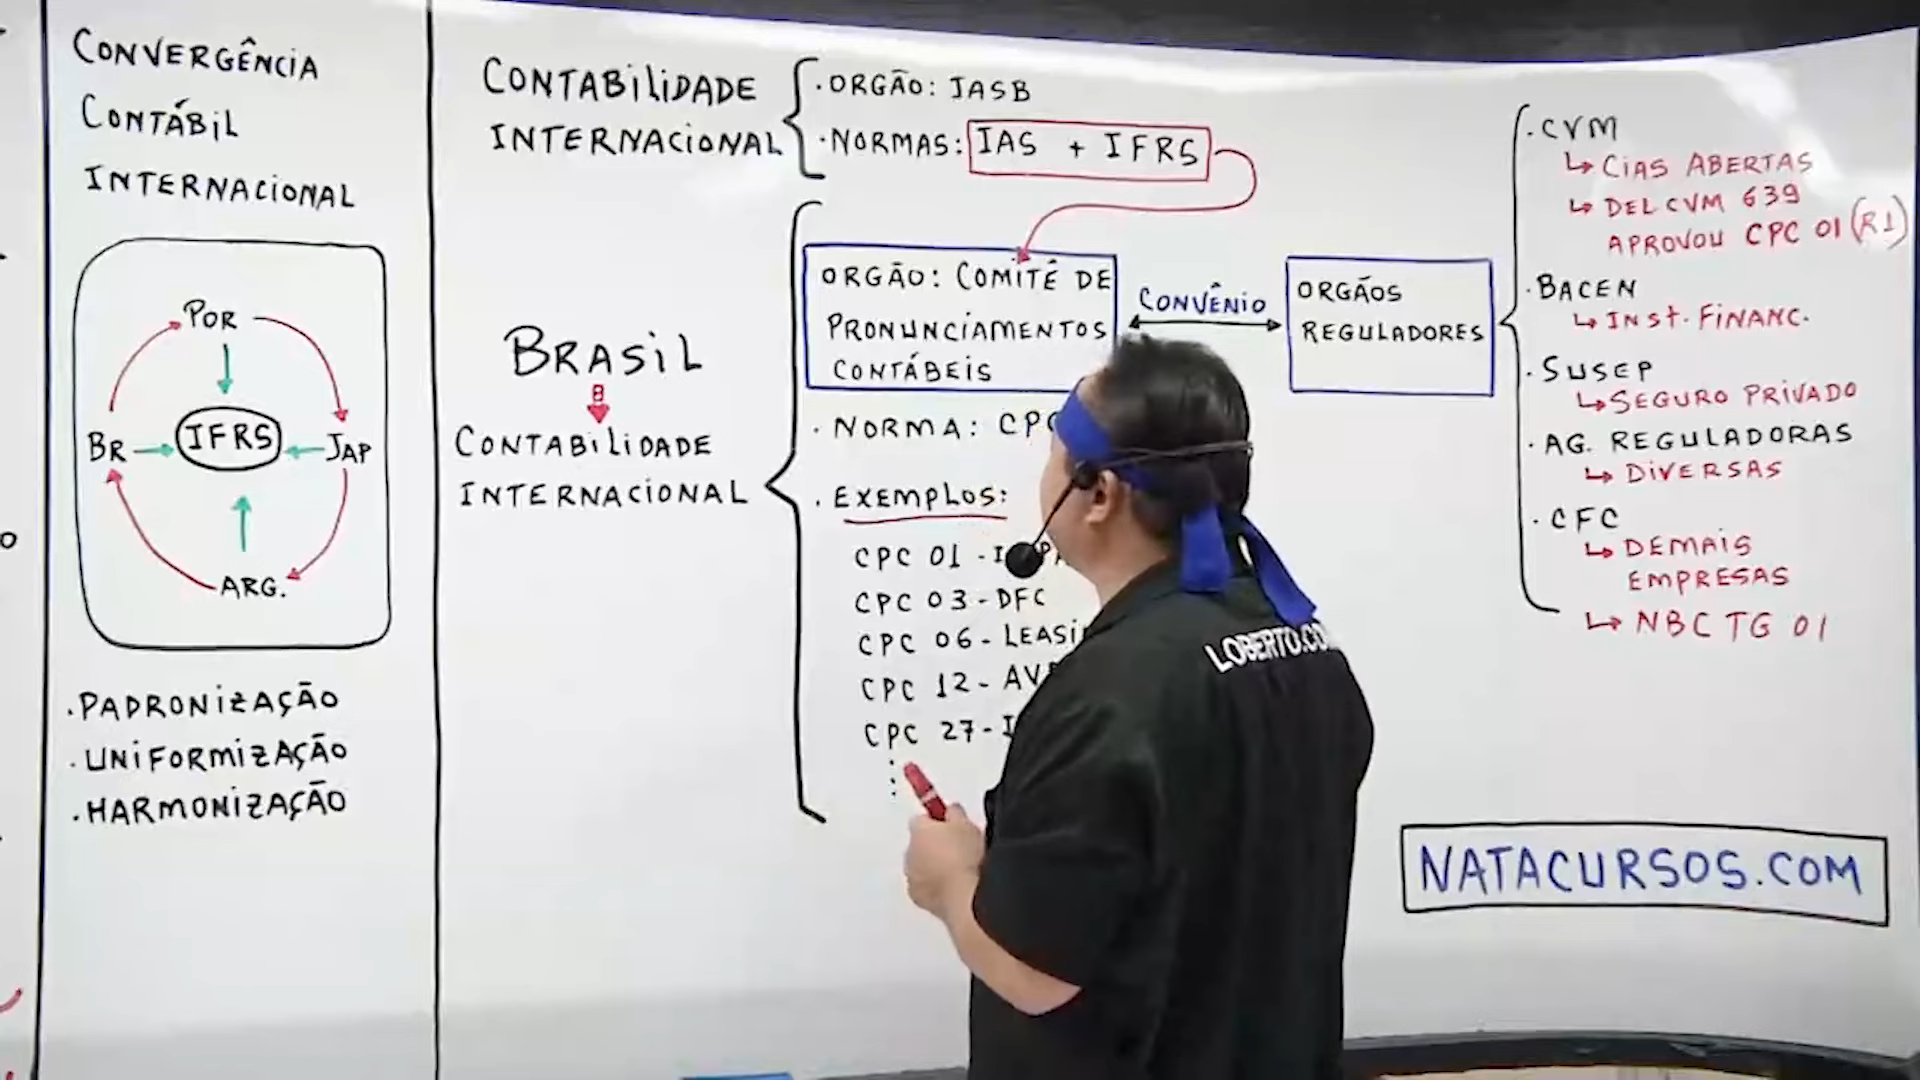 CONVERGÊNCIA
CONTÁBIL
INTERNACIONAL
POR
BR
IFRS
JAP
ARG.
.PADRONIZAÇÃO
.UNIFORMIZAÇÃO
.HARMONIZAÇÃO
CONTABILIDADE
INTERNACIONAL
.ORGÃO: IASB
.NORMAS: IAS + IFRS
BRASIL
CONTABILIDADE
INTERNACIONAL
ORGÃO: COMITÊ DE
PRONUNCIAMENTOS
CONTÁBEIS
CONVÊNIO
ORGÃOS
REGULADORES
. NORMA: CPC
. EXEMPLOS:
CPC 01 -
CPC 03 - DFC
CPC 06 - LEASI
CPC 12 - AV
CPC 27 - I
.CVM
↳ CIAS ABERTAS
↳ DEL CVM 639
APROVOU CPC 01 (R1)
.BACEN
↳ INST. FINANC.
.SUSEP
↳ SEGURO PRIVADO
.AG. REGULADORAS
↳ DIVERSAS
.CFC
↳ DEMAIS
EMPRESAS
↳ NBC TG 01
NATACURSOS.COM
LOBERTO.CO